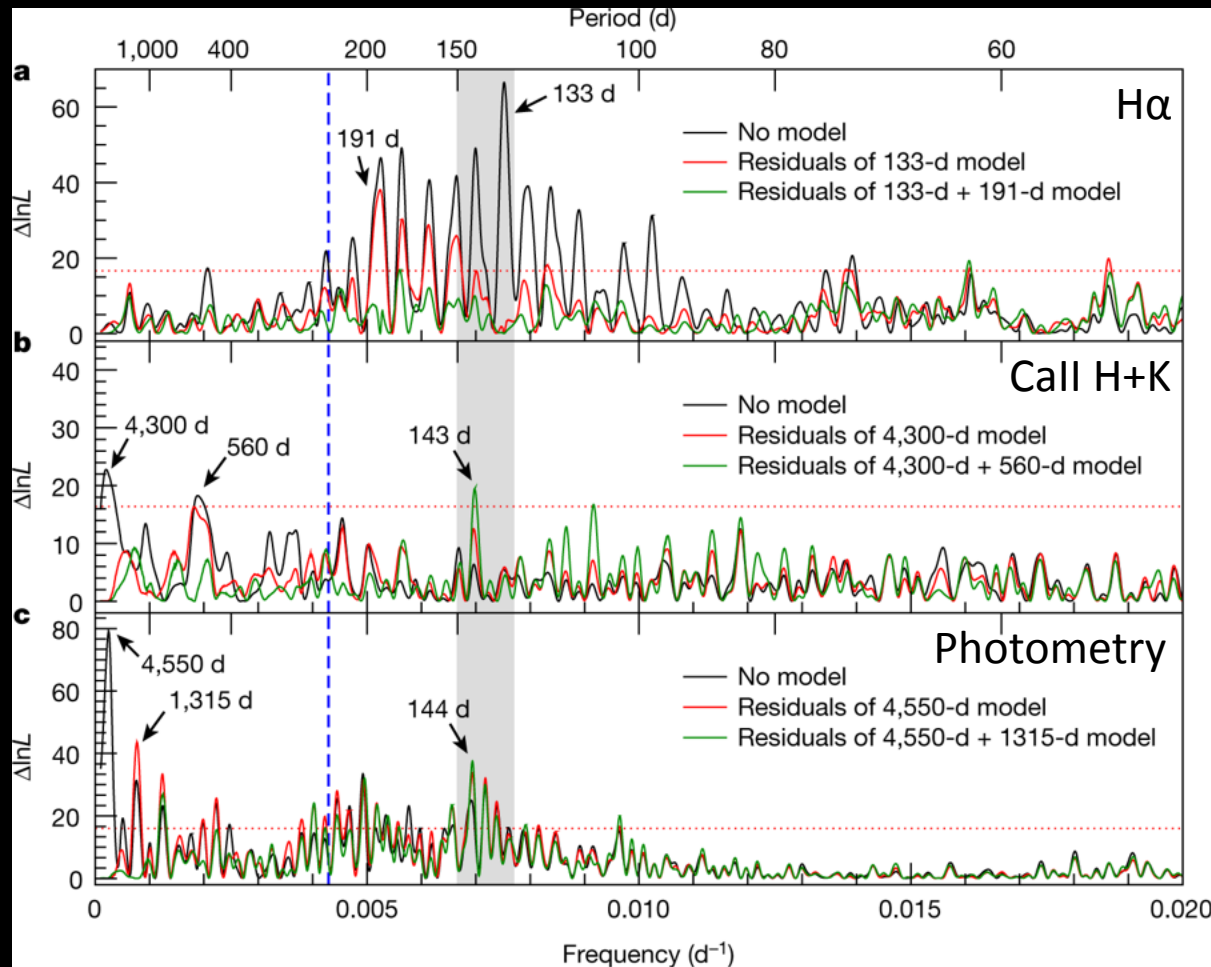 Period (d)
1,000 400 200 150 100 80 60
a
Hα
60
40
20
0
ΔlnL
133 d
191 d
No model
Residuals of 133-d model
Residuals of 133-d + 191-d model
b
CaII H+K
40
30
20
10
0
ΔlnL
4,300 d
560 d
143 d
No model
Residuals of 4,300-d model
Residuals of 4,300-d + 560-d model
c
Photometry
80
60
40
20
0
ΔlnL
4,550 d
1,315 d
144 d
No model
Residuals of 4,550-d model
Residuals of 4,550-d + 1315-d model
0 0.005 0.010 0.015 0.020
Frequency (d⁻¹)